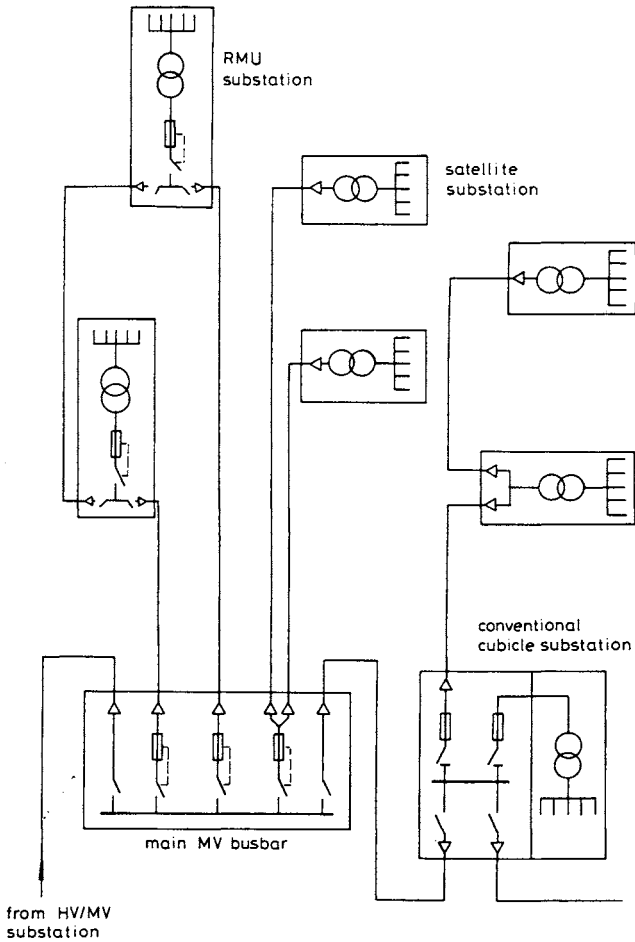 RMU
substation
satellite
substation
conventional
cubicle substation
main MV busbar
from HV/MV
substation